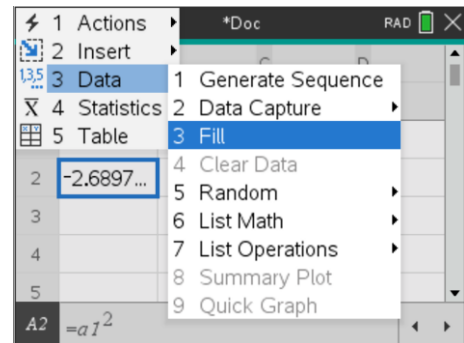 *Doc RAD
1 Actions
2 Insert
1,3,5 3 Data
x̅ 4 Statistics
5 Table
1 Generate Sequence
2 Data Capture
3 Fill
4 Clear Data
5 Random
6 List Math
7 List Operations
8 Summary Plot
9 Quick Graph
2 -2.6897...
3
4
5
A2 =a1²